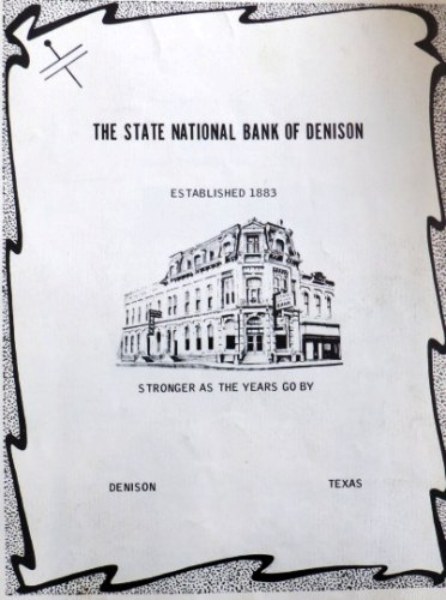 THE STATE NATIONAL BANK OF DENISON
ESTABLISHED 1883
STRONGER AS THE YEARS GO BY
DENISON TEXAS